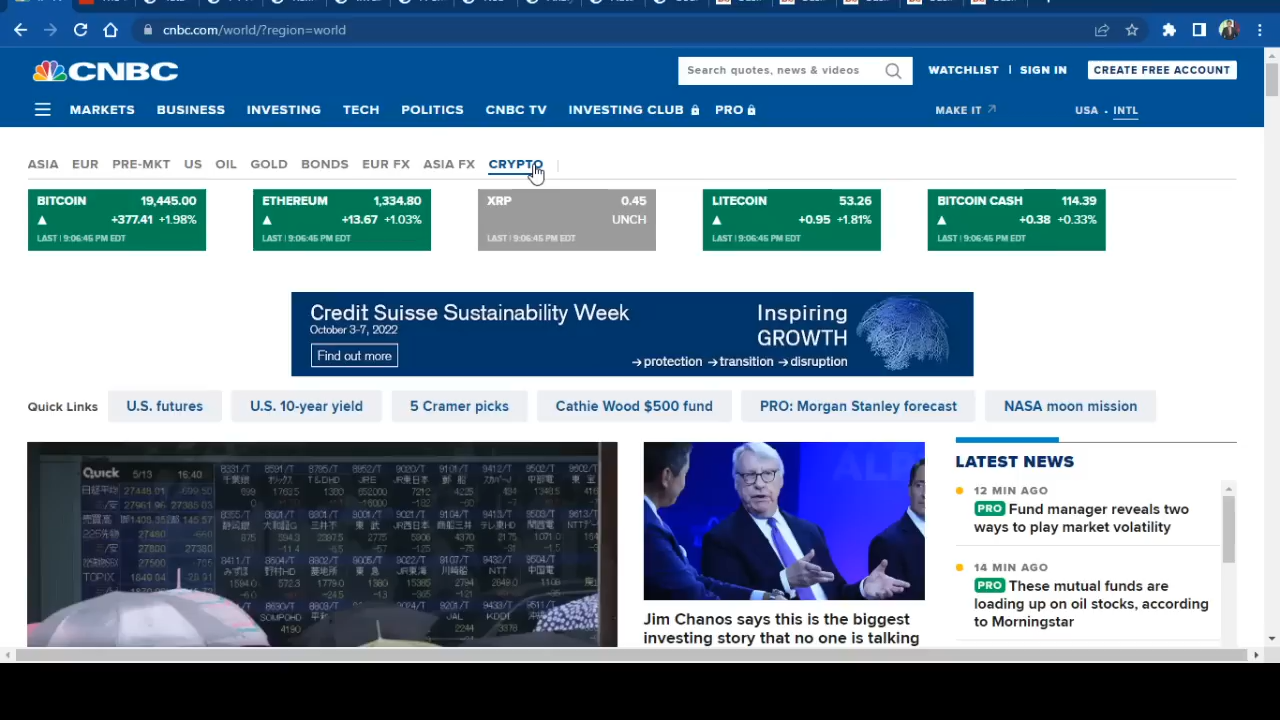 cnbc.com/world/?region=world
CNBC
Search quotes, news & videos
WATCHLIST | SIGN IN
CREATE FREE ACCOUNT
MARKETS BUSINESS INVESTING TECH POLITICS CNBC TV INVESTING CLUB PRO
MAKE IT
USA • INTL
ASIA EUR PRE-MKT US OIL GOLD BONDS EUR FX ASIA FX CRYPTO
BITCOIN 19,445.00
+377.41 +1.98%
LAST | 9:06:45 PM EDT
ETHEREUM 1,334.80
+13.67 +1.03%
LAST | 9:06:45 PM EDT
XRP 0.45
UNCH
LAST | 9:06:45 PM EDT
LITECOIN 53.26
+0.95 +1.81%
LAST | 9:06:45 PM EDT
BITCOIN CASH 114.39
+0.38 +0.33%
LAST | 9:06:45 PM EDT
Credit Suisse Sustainability Week
October 3-7, 2022
Find out more
Inspiring
GROWTH
→protection →transition →disruption
Quick Links
U.S. futures
U.S. 10-year yield
5 Cramer picks
Cathie Wood $500 fund
PRO: Morgan Stanley forecast
NASA moon mission
Quick 5/13 16:40
Jim Chanos says this is the biggest
investing story that no one is talking
LATEST NEWS
12 MIN AGO
PRO Fund manager reveals two
ways to play market volatility
14 MIN AGO
PRO These mutual funds are
loading up on oil stocks, according
to Morningstar